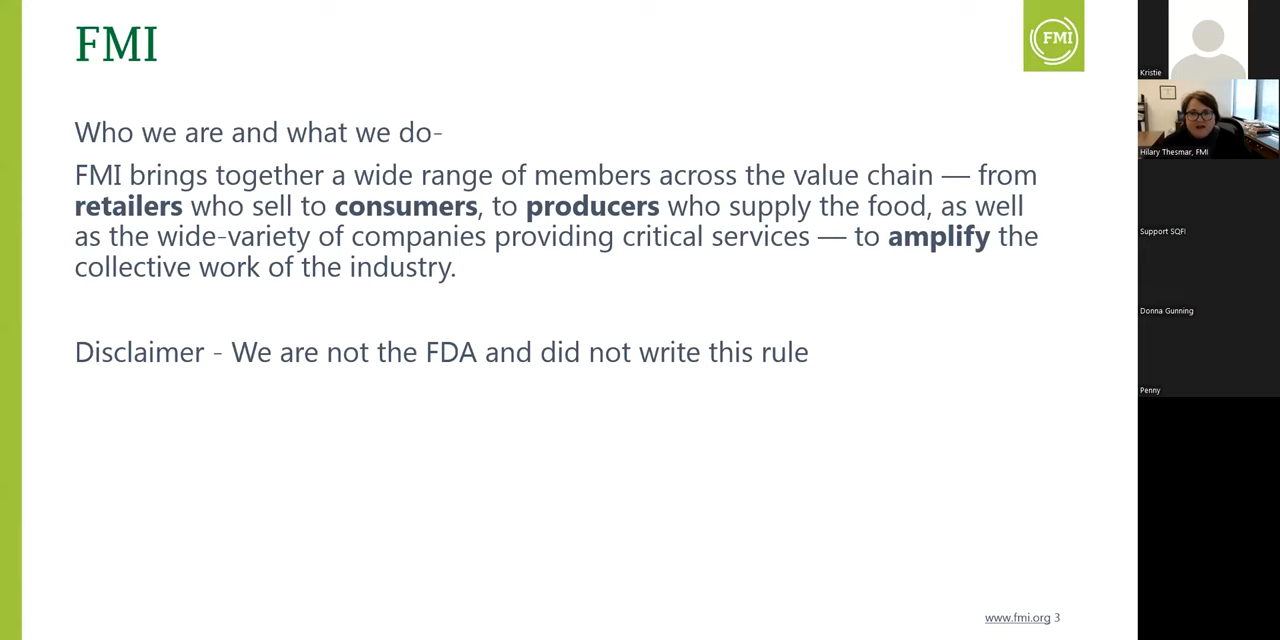 FMI
FMI
Who we are and what we do-
FMI brings together a wide range of members across the value chain — from
retailers who sell to consumers, to producers who supply the food, as well
as the wide-variety of companies providing critical services — to amplify the
collective work of the industry.
Disclaimer - We are not the FDA and did not write this rule
www.fmi.org 3
Kristie
Hilary Thesmar, FMI
Support SQFI
Donna Gunning
Penny